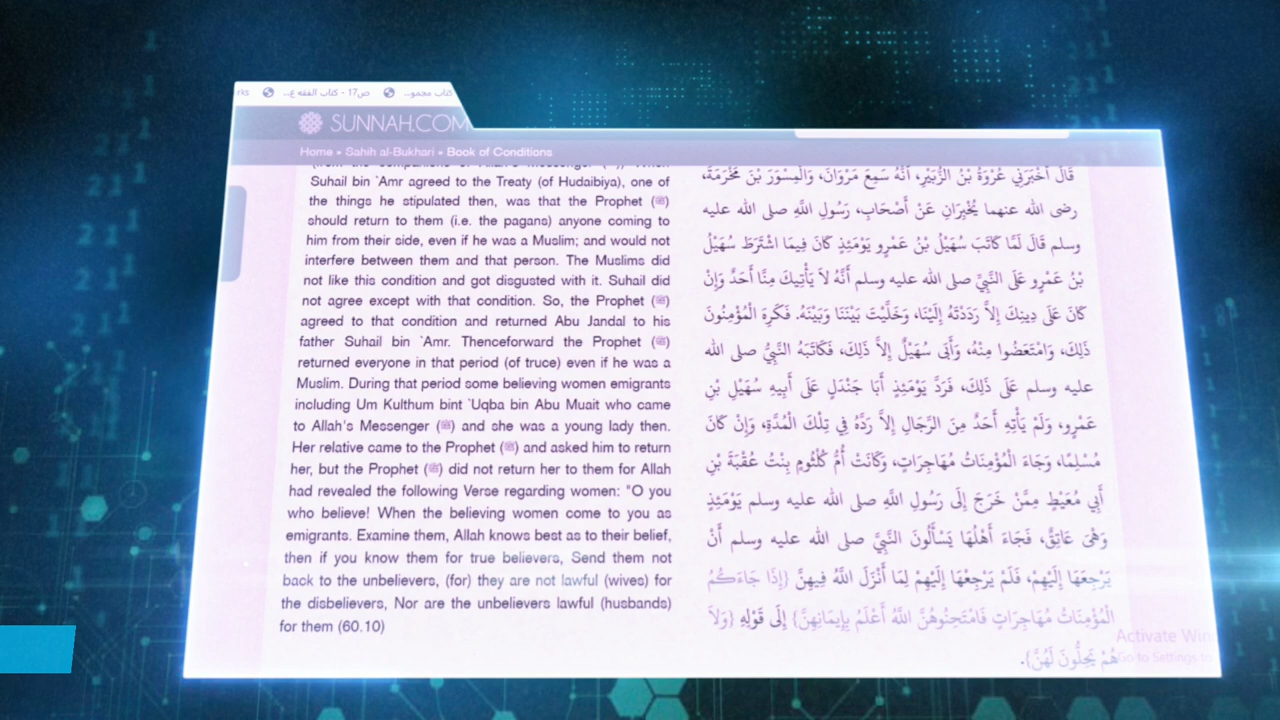 rks
ص17 - كتاب الفقه ع...
كتاب مجمو...
SUNNAH.COM
Home » Sahih al-Bukhari » Book of Conditions
Suhail bin `Amr agreed to the Treaty (of Hudaibiya), one of
the things he stipulated then, was that the Prophet (ﷺ)
should return to them (i.e. the pagans) anyone coming to
him from their side, even if he was a Muslim; and would not
interfere between them and that person. The Muslims did
not like this condition and got disgusted with it. Suhail did
not agree except with that condition. So, the Prophet (ﷺ)
agreed to that condition and returned Abu Jandal to his
father Suhail bin `Amr. Thenceforward the Prophet (ﷺ)
returned everyone in that period (of truce) even if he was a
Muslim. During that period some believing women emigrants
including Um Kulthum bint `Uqba bin Abu Muait who came
to Allah's Messenger (ﷺ) and she was a young lady then.
Her relative came to the Prophet (ﷺ) and asked him to return
her, but the Prophet (ﷺ) did not return her to them for Allah
had revealed the following Verse regarding women: "O you
who believe! When the believing women come to you as
emigrants. Examine them, Allah knows best as to their belief,
then if you know them for true believers, Send them not
back to the unbelievers, (for) they are not lawful (wives) for
the disbelievers, Nor are the unbelievers lawful (husbands)
for them (60.10)
قَالَ أَخْبَرَنِي عُرْوَةُ بْنُ الزُّبَيْرِ، أَنَّهُ سَمِعَ مَرْوَانَ، وَالْمِسْوَرَ بْنَ مَخْرَمَةَ،
رضى الله عنهما يُخْبِرَانِ عَنْ أَصْحَابِ، رَسُولِ اللَّهِ صلى الله عليه
وسلم قَالَ لَمَّا كَاتَبَ سُهَيْلُ بْنُ عَمْرٍو يَوْمَئِذٍ كَانَ فِيمَا اشْتَرَطَ سُهَيْلُ
بْنُ عَمْرٍو عَلَى النَّبِيِّ صلى الله عليه وسلم أَنَّهُ لاَ يَأْتِيكَ مِنَّا أَحَدٌ وَإِنْ
كَانَ عَلَى دِينِكَ إِلاَّ رَدَدْتَهُ إِلَيْنَا، وَخَلَّيْتَ بَيْنَنَا وَبَيْنَهُ. فَكَرِهَ الْمُؤْمِنُونَ
ذَلِكَ، وَامْتَعَضُوا مِنْهُ، وَأَبَى سُهَيْلٌ إِلاَّ ذَلِكَ، فَكَاتَبَهُ النَّبِيُّ صلى الله
عليه وسلم عَلَى ذَلِكَ، فَرَدَّ يَوْمَئِذٍ أَبَا جَنْدَلٍ عَلَى أَبِيهِ سُهَيْلِ بْنِ
عَمْرٍو، وَلَمْ يَأْتِهِ أَحَدٌ مِنَ الرِّجَالِ إِلاَّ رَدَّهُ فِي تِلْكَ الْمُدَّةِ، وَإِنْ كَانَ
مُسْلِمًا، وَجَاءَ الْمُؤْمِنَاتُ مُهَاجِرَاتٍ، وَكَانَتْ أُمُّ كُلْثُومٍ بِنْتُ عُقْبَةَ بْنِ
أَبِي مُعَيْطٍ مِمَّنْ خَرَجَ إِلَى رَسُولِ اللَّهِ صلى الله عليه وسلم يَوْمَئِذٍ
وَهْىَ عَاتِقٌ، فَجَاءَ أَهْلُهَا يَسْأَلُونَ النَّبِيَّ صلى الله عليه وسلم أَنْ
يَرْجِعَهَا إِلَيْهِمْ، فَلَمْ يَرْجِعْهَا إِلَيْهِمْ لِمَا أَنْزَلَ اللَّهُ فِيهِنَّ ‏{‏إِذَا جَاءَكُمُ
الْمُؤْمِنَاتُ مُهَاجِرَاتٍ فَامْتَحِنُوهُنَّ اللَّهُ أَعْلَمُ بِإِيمَانِهِنَّ‏}‏ إِلَى قَوْلِهِ ‏{‏وَلاَ
هُمْ يَحِلُّونَ لَهُنَّ‏}‏‏.‏
Activate Win
Go to Settings to